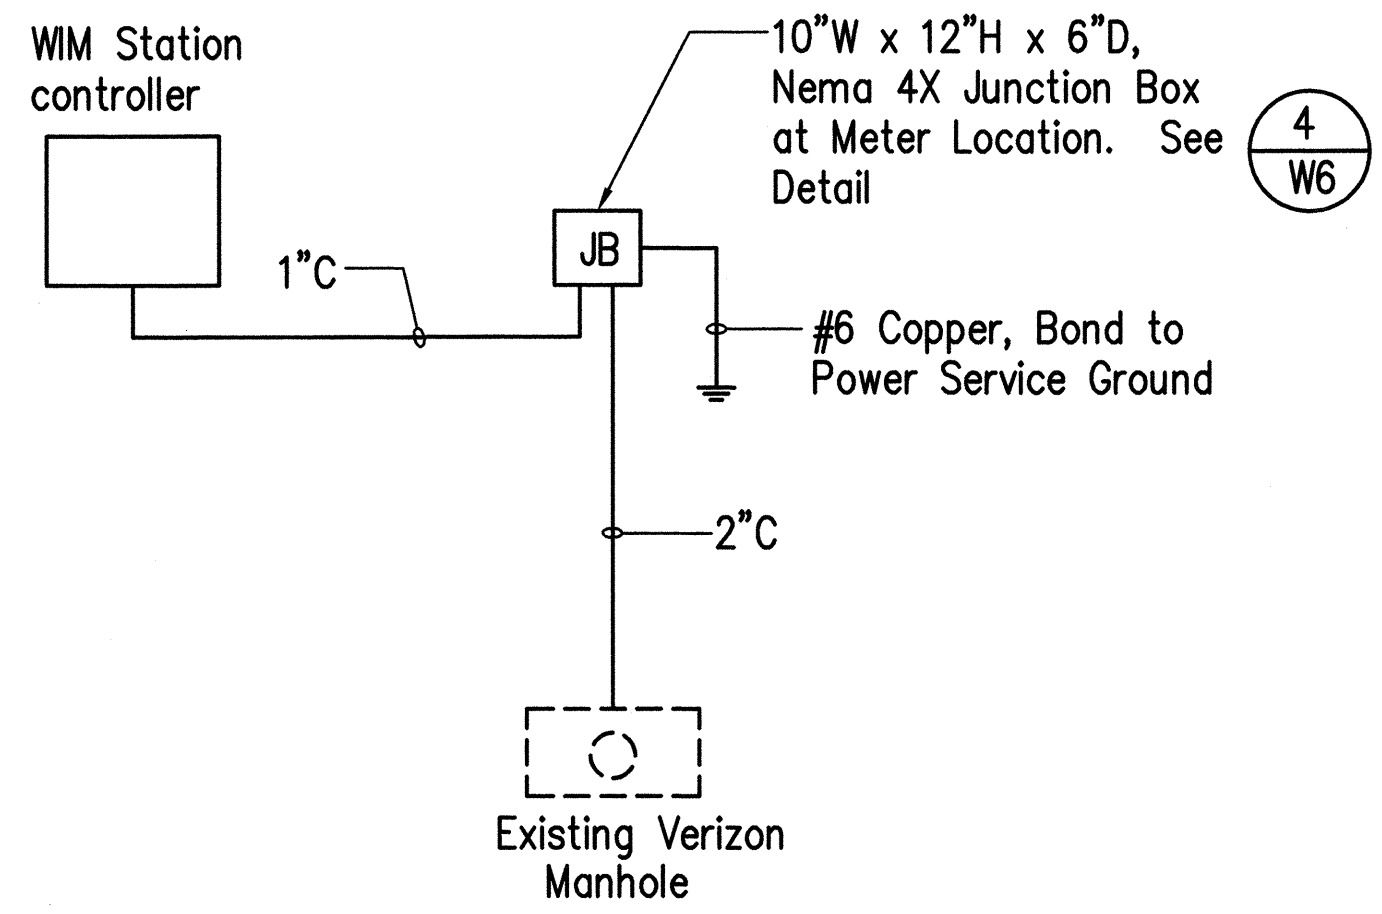 WIM Station
controller
10"W x 12"H x 6"D,
Nema 4X Junction Box
at Meter Location. See
Detail
4
W6
JB
1"C
#6 Copper, Bond to
Power Service Ground
2"C
Existing Verizon
Manhole